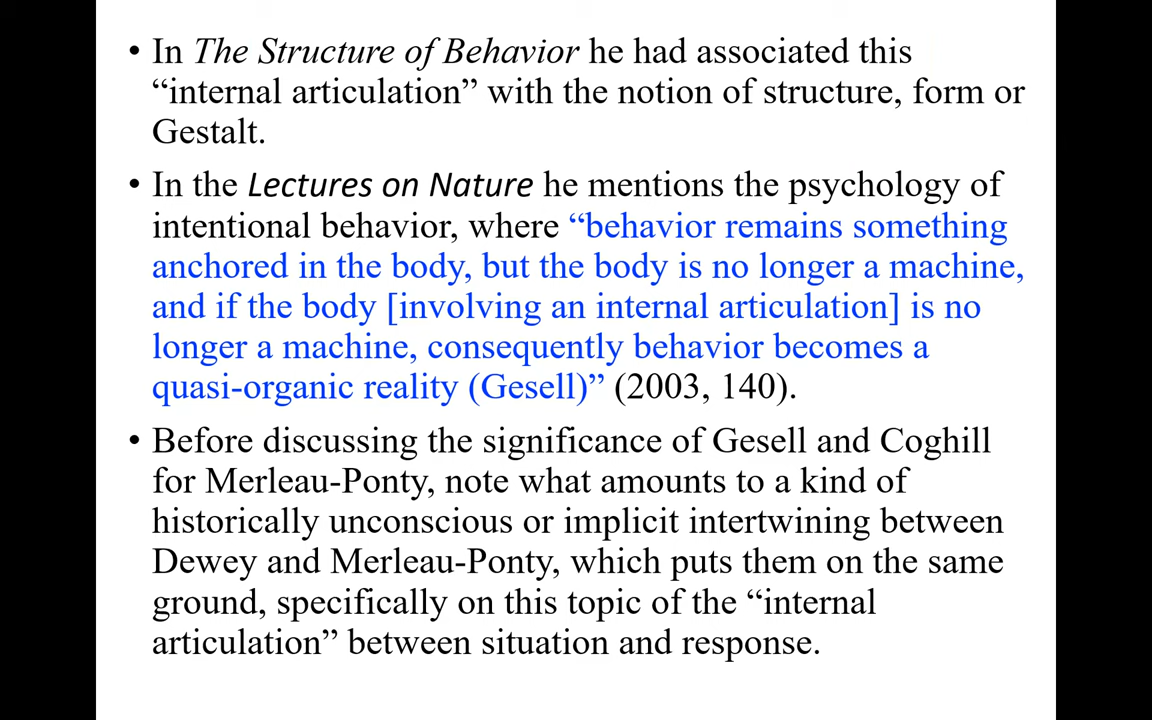 • In The Structure of Behavior he had associated this
“internal articulation” with the notion of structure, form or
Gestalt.
• In the Lectures on Nature he mentions the psychology of
intentional behavior, where “behavior remains something
anchored in the body, but the body is no longer a machine,
and if the body [involving an internal articulation] is no
longer a machine, consequently behavior becomes a
quasi-organic reality (Gesell)” (2003, 140).
• Before discussing the significance of Gesell and Coghill
for Merleau-Ponty, note what amounts to a kind of
historically unconscious or implicit intertwining between
Dewey and Merleau-Ponty, which puts them on the same
ground, specifically on this topic of the “internal
articulation” between situation and response.